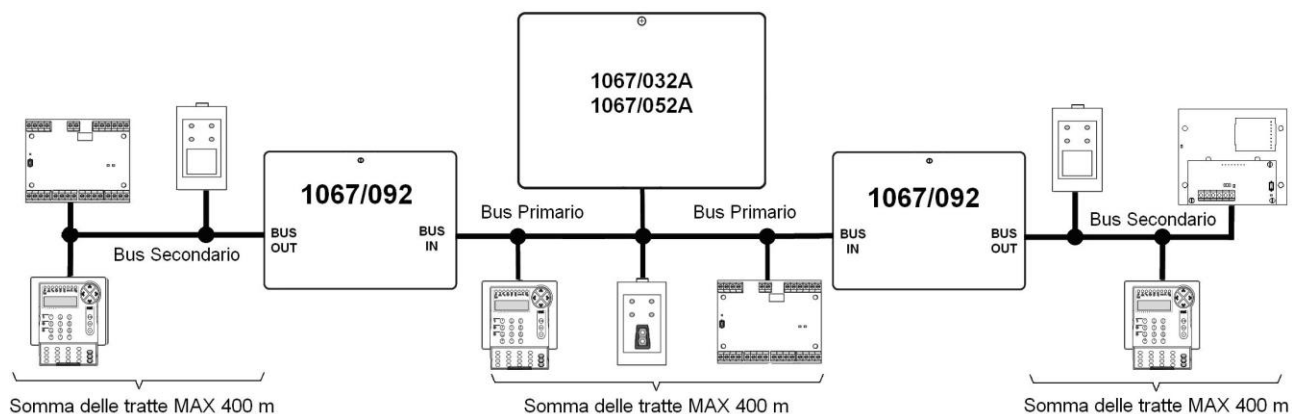 1067/032A
1067/052A
1067/092
BUS
OUT
BUS
IN
Bus Secondario
Bus Primario
Bus Primario
1067/092
BUS
IN
BUS
OUT
Bus Secondario
Somma delle tratte MAX 400 m
Somma delle tratte MAX 400 m
Somma delle tratte MAX 400 m